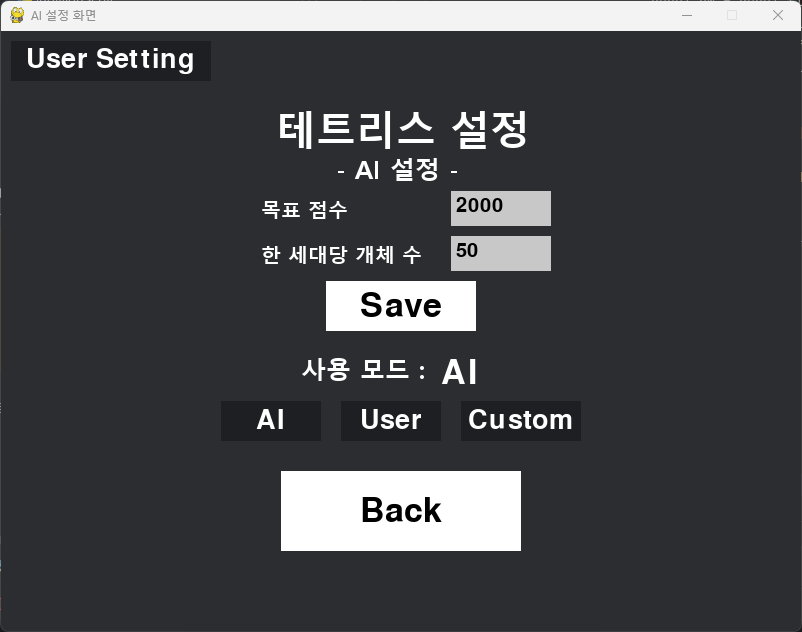 AI 설정 화면
User Setting
테트리스 설정
- AI 설정 -
목표 점수 2000
한 세대당 개체 수 50
Save
사용 모드 : AI
AI User Custom
Back